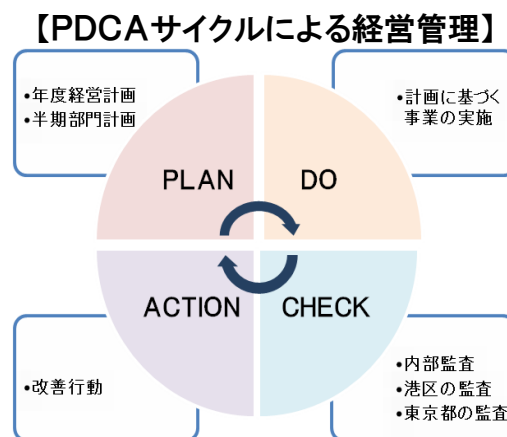 【PDCAサイクルによる経営管理】
•年度経営計画
•半期部門計画
•計画に基づく
事業の実施
PLAN
DO
ACTION
CHECK
•改善行動
•内部監査
•港区の監査
•東京都の監査